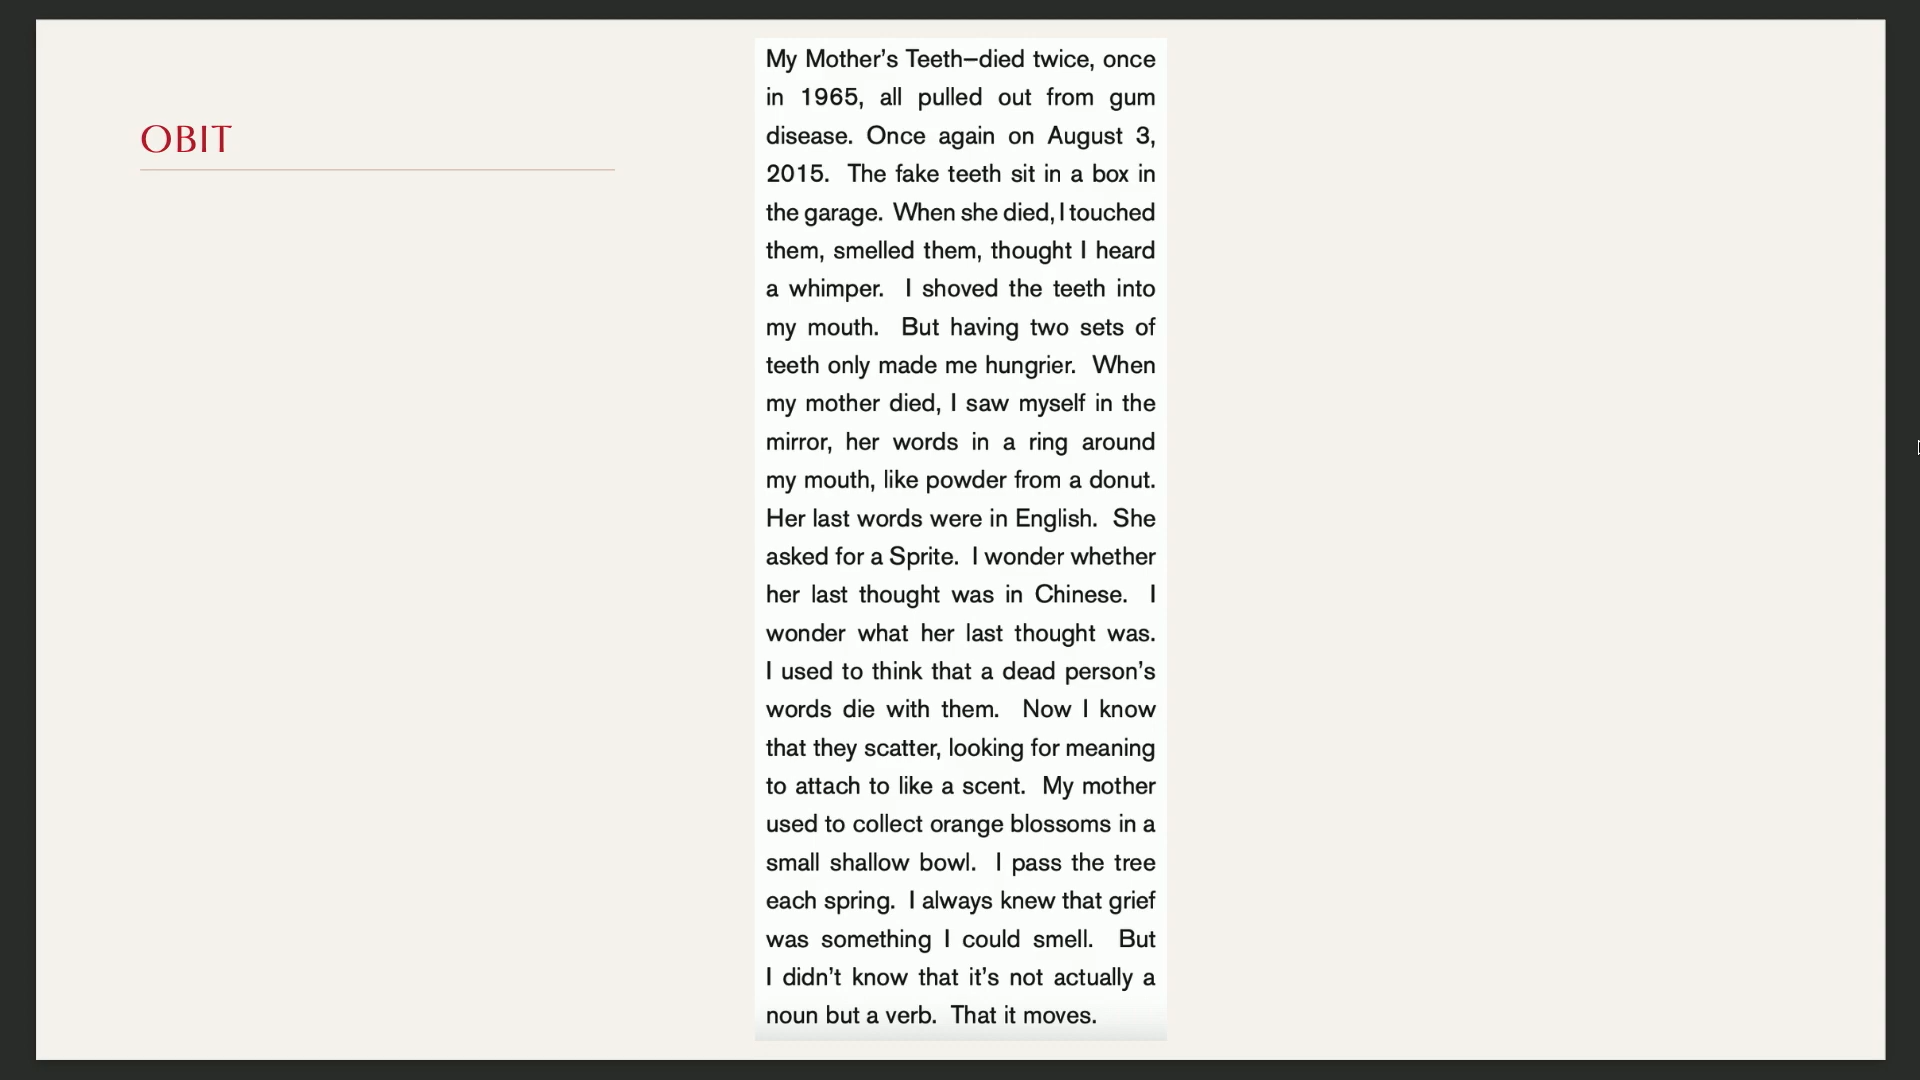 OBIT
My Mother’s Teeth—died twice, once
in 1965, all pulled out from gum
disease. Once again on August 3,
2015. The fake teeth sit in a box in
the garage. When she died, I touched
them, smelled them, thought I heard
a whimper. I shoved the teeth into
my mouth. But having two sets of
teeth only made me hungrier. When
my mother died, I saw myself in the
mirror, her words in a ring around
my mouth, like powder from a donut.
Her last words were in English. She
asked for a Sprite. I wonder whether
her last thought was in Chinese. I
wonder what her last thought was.
I used to think that a dead person’s
words die with them. Now I know
that they scatter, looking for meaning
to attach to like a scent. My mother
used to collect orange blossoms in a
small shallow bowl. I pass the tree
each spring. I always knew that grief
was something I could smell. But
I didn’t know that it’s not actually a
noun but a verb. That it moves.